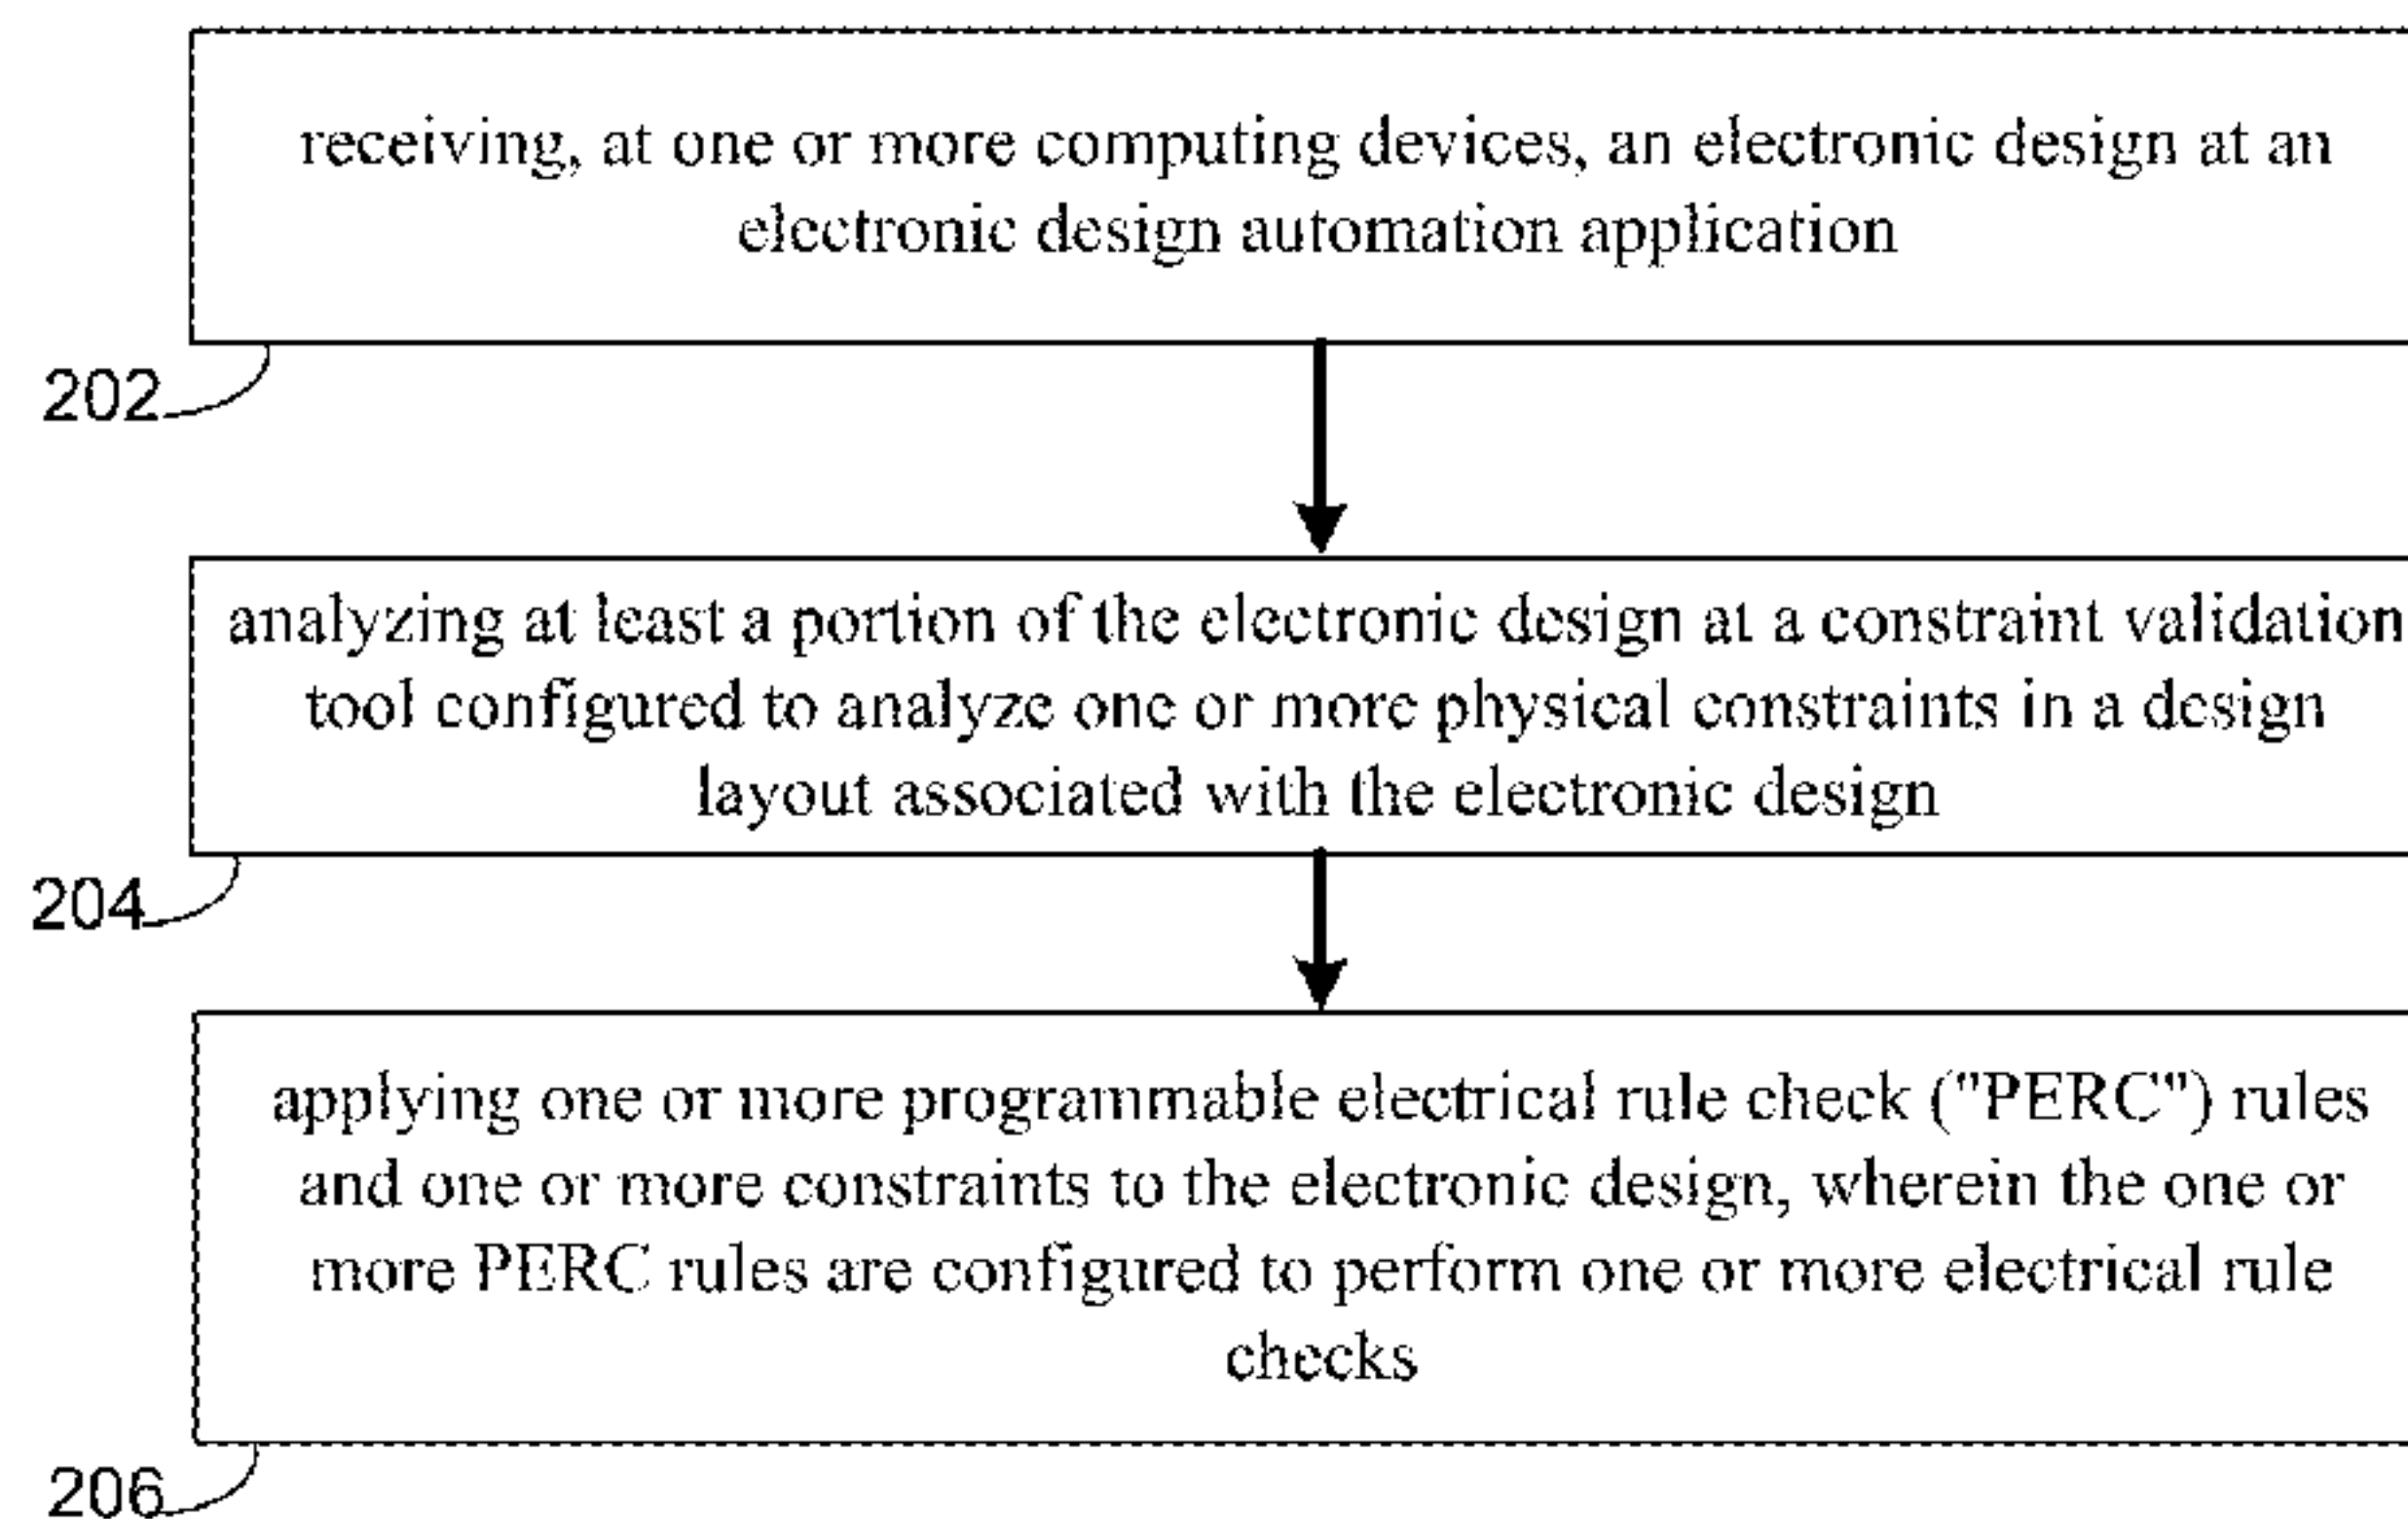 receiving, at one or more computing devices, an electronic design at an
electronic design automation application
202
analyzing at least a portion of the electronic design at a constraint validation
tool configured to analyze one or more physical constraints in a design
layout associated with the electronic design
204
applying one or more programmable electrical rule check ("PERC") rules
and one or more constraints to the electronic design, wherein the one or
more PERC rules are configured to perform one or more electrical rule
checks
206